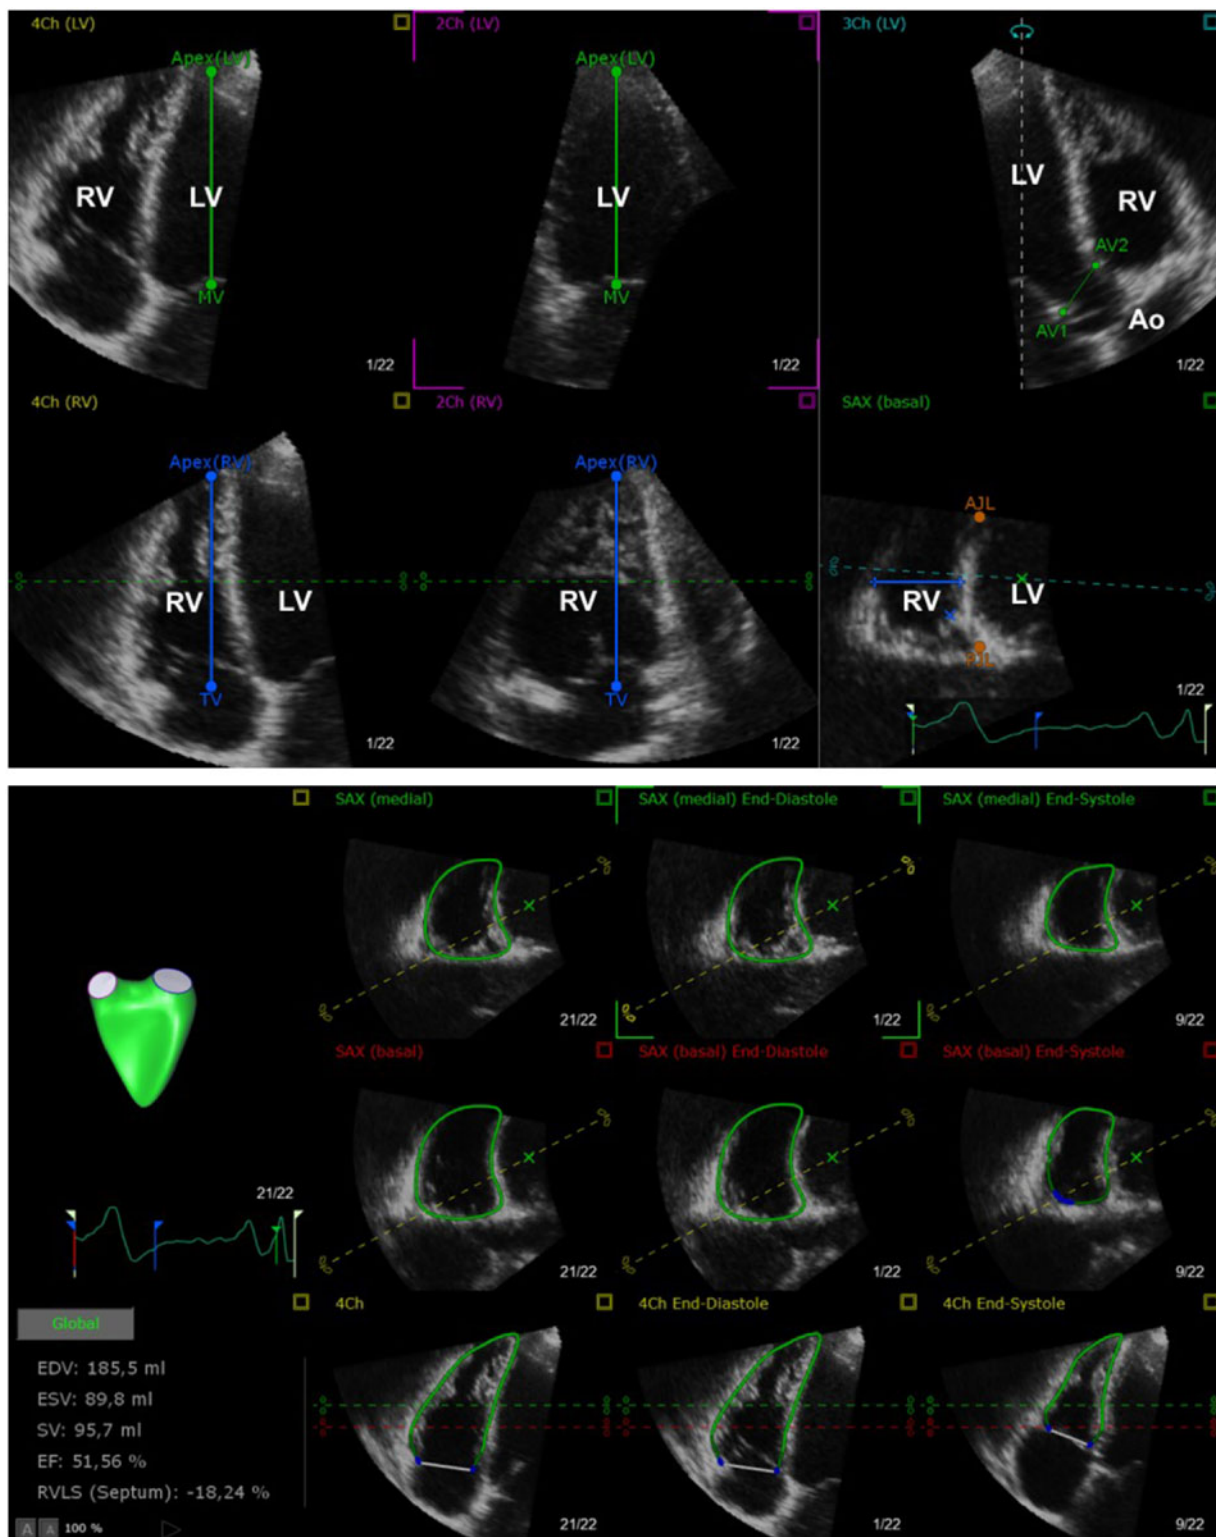 4Ch (LV)
Apex(LV)
RV
LV
MV
1/22
2Ch (LV)
Apex(LV)
LV
MV
1/22
3Ch (LV)
LV
RV
AV2
AV1
Ao
1/22
4Ch (RV)
Apex(RV)
RV
LV
TV
1/22
2Ch (RV)
Apex(RV)
RV
TV
1/22
SAX (basal)
AJL
RV
LV
PJL
1/22
21/22
SAX (medial)
21/22
SAX (medial) End-Diastole
1/22
SAX (medial) End-Systole
9/22
SAX (basal)
21/22
SAX (basal) End-Diastole
1/22
SAX (basal) End-Systole
9/22
Global
EDV: 185,5 ml
ESV: 89,8 ml
SV: 95,7 ml
EF: 51,56 %
RVLS (Septum): -18,24 %
A A 100 %
4Ch
21/22
4Ch End-Diastole
1/22
4Ch End-Systole
9/22